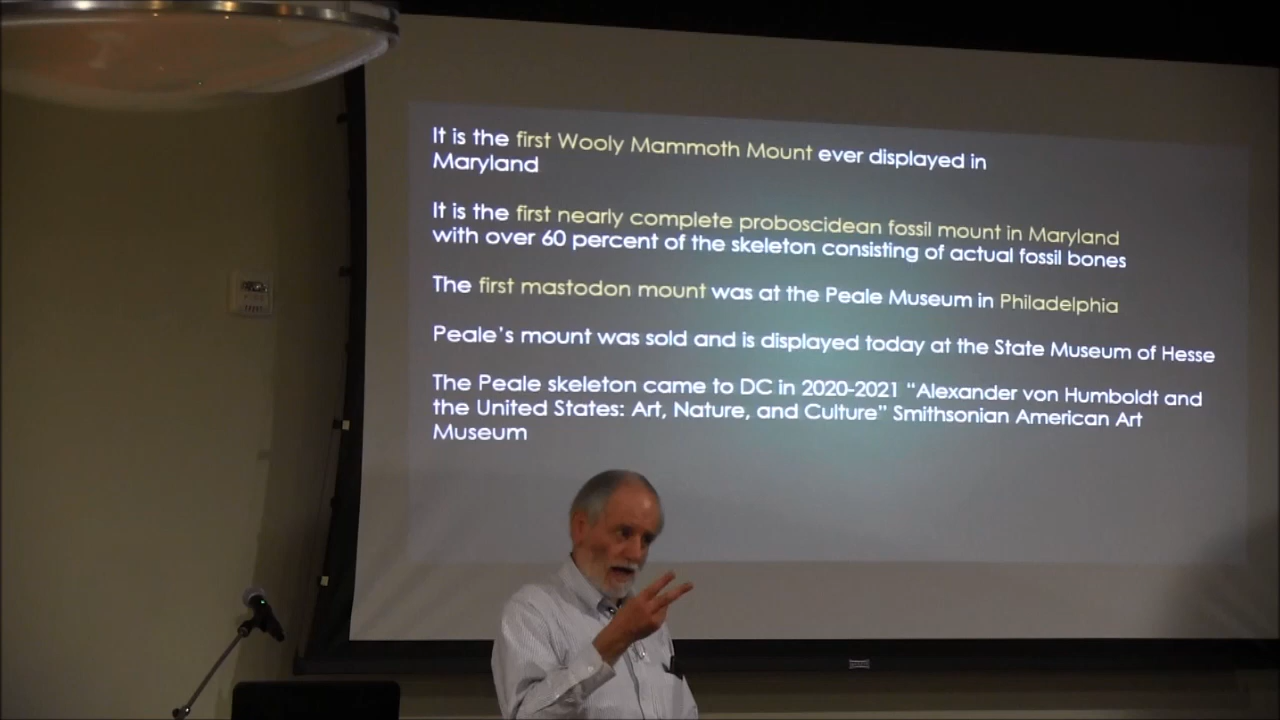 It is the first Wooly Mammoth Mount ever displayed in
Maryland
It is the first nearly complete proboscidean fossil mount in Maryland
with over 60 percent of the skeleton consisting of actual fossil bones
The first mastodon mount was at the Peale Museum in Philadelphia
Peale’s mount was sold and is displayed today at the State Museum of Hesse
The Peale skeleton came to DC in 2020-2021 “Alexander von Humboldt and
the United States: Art, Nature, and Culture” Smithsonian American Art
Museum